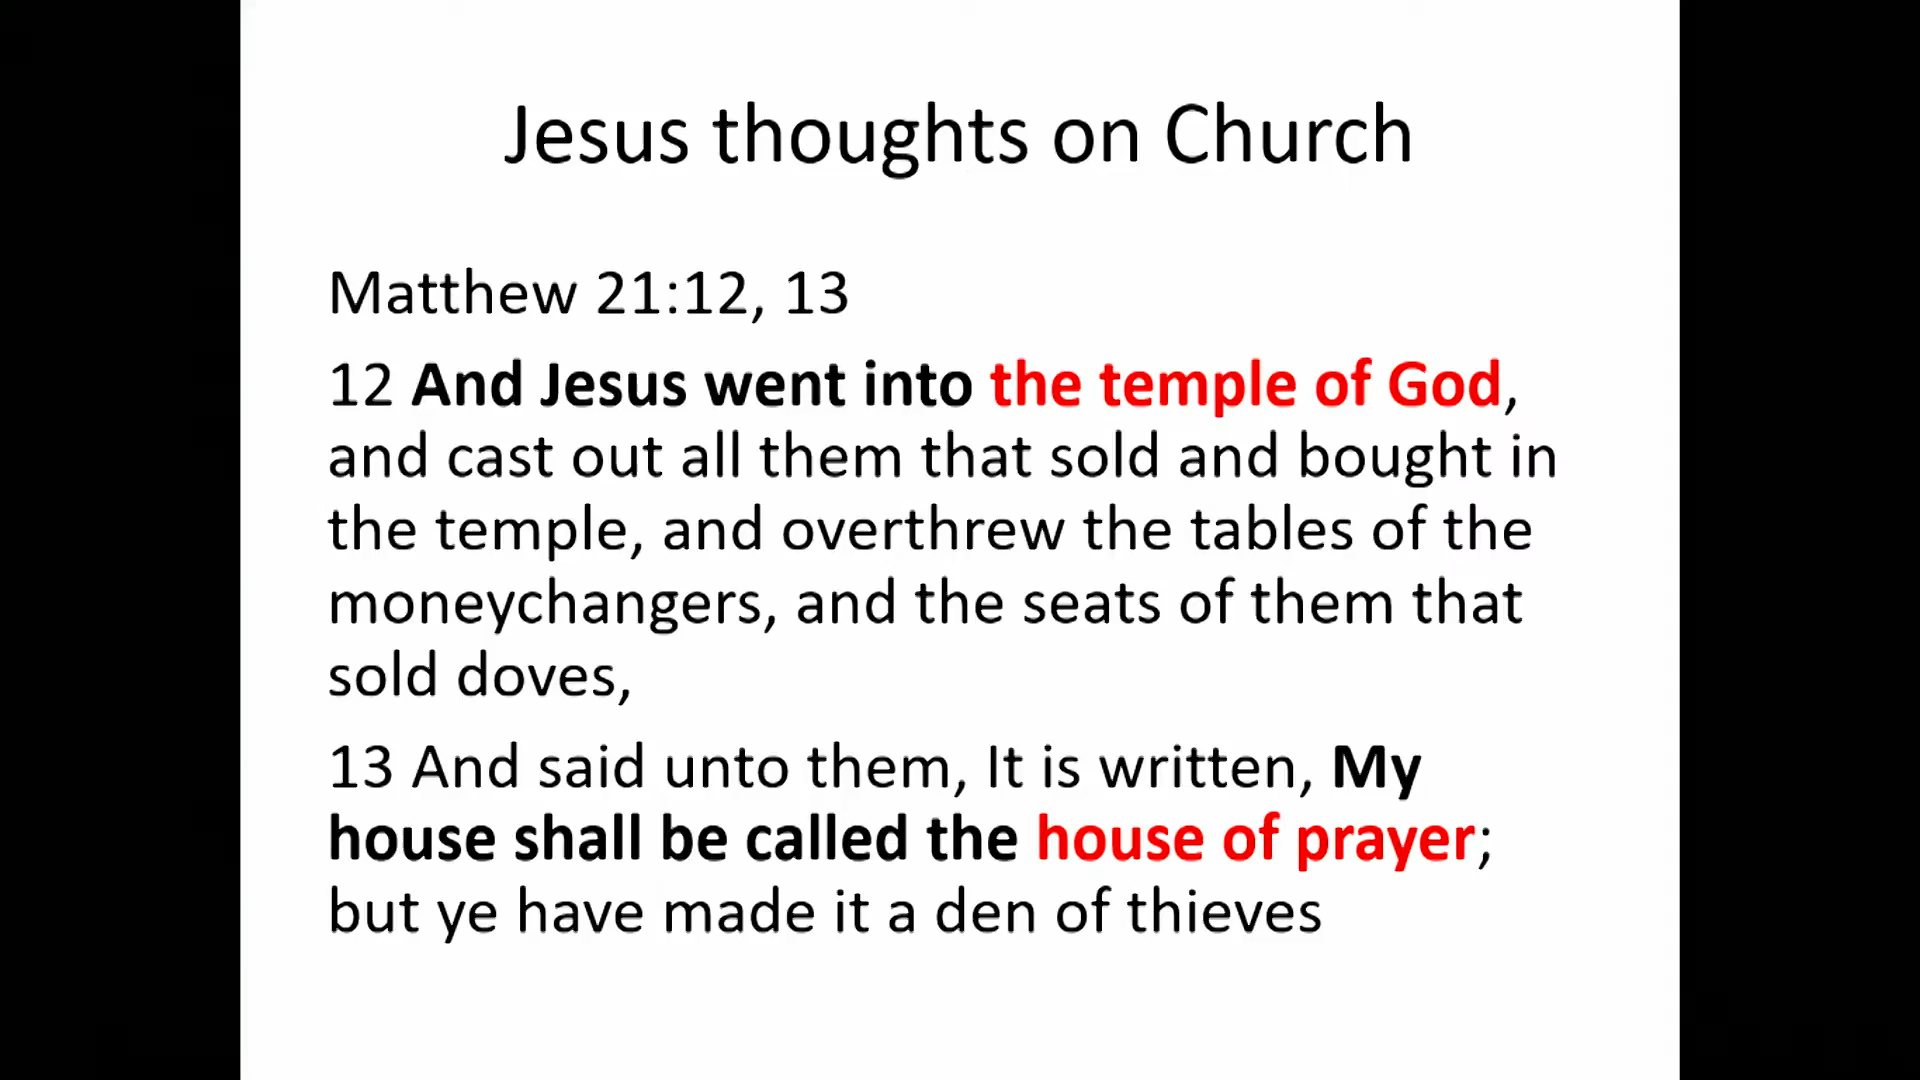 Jesus thoughts on Church
Matthew 21:12, 13
12 And Jesus went into the temple of God,
and cast out all them that sold and bought in
the temple, and overthrew the tables of the
moneychangers, and the seats of them that
sold doves,
13 And said unto them, It is written, My
house shall be called the house of prayer;
but ye have made it a den of thieves